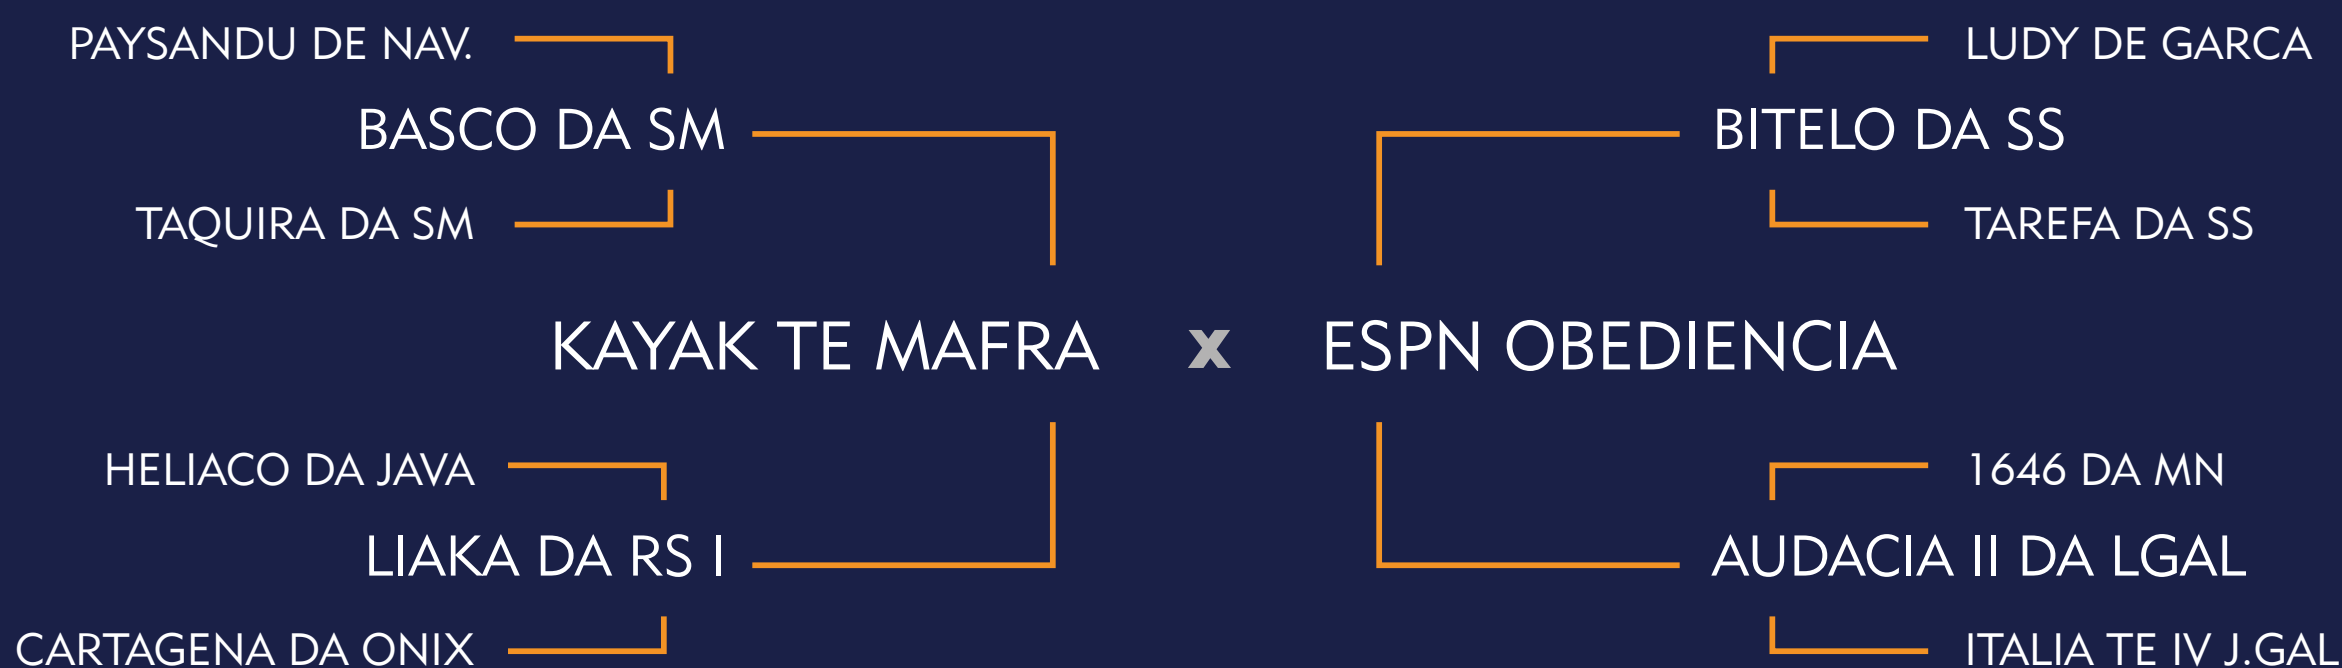 PAYSANDU DE NAV.
LUDY DE GARCA
BASCO DA SM
BITELO DA SS
TAQUIRA DA SM
TAREFA DA SS
KAYAK TE MAFRA x ESPN OBEDIENCIA
HELIACO DA JAVA
1646 DA MN
LIAKA DA RS I
AUDACIA II DA LGAL
CARTAGENA DA ONIX
ITALIA TE IV J.GAL